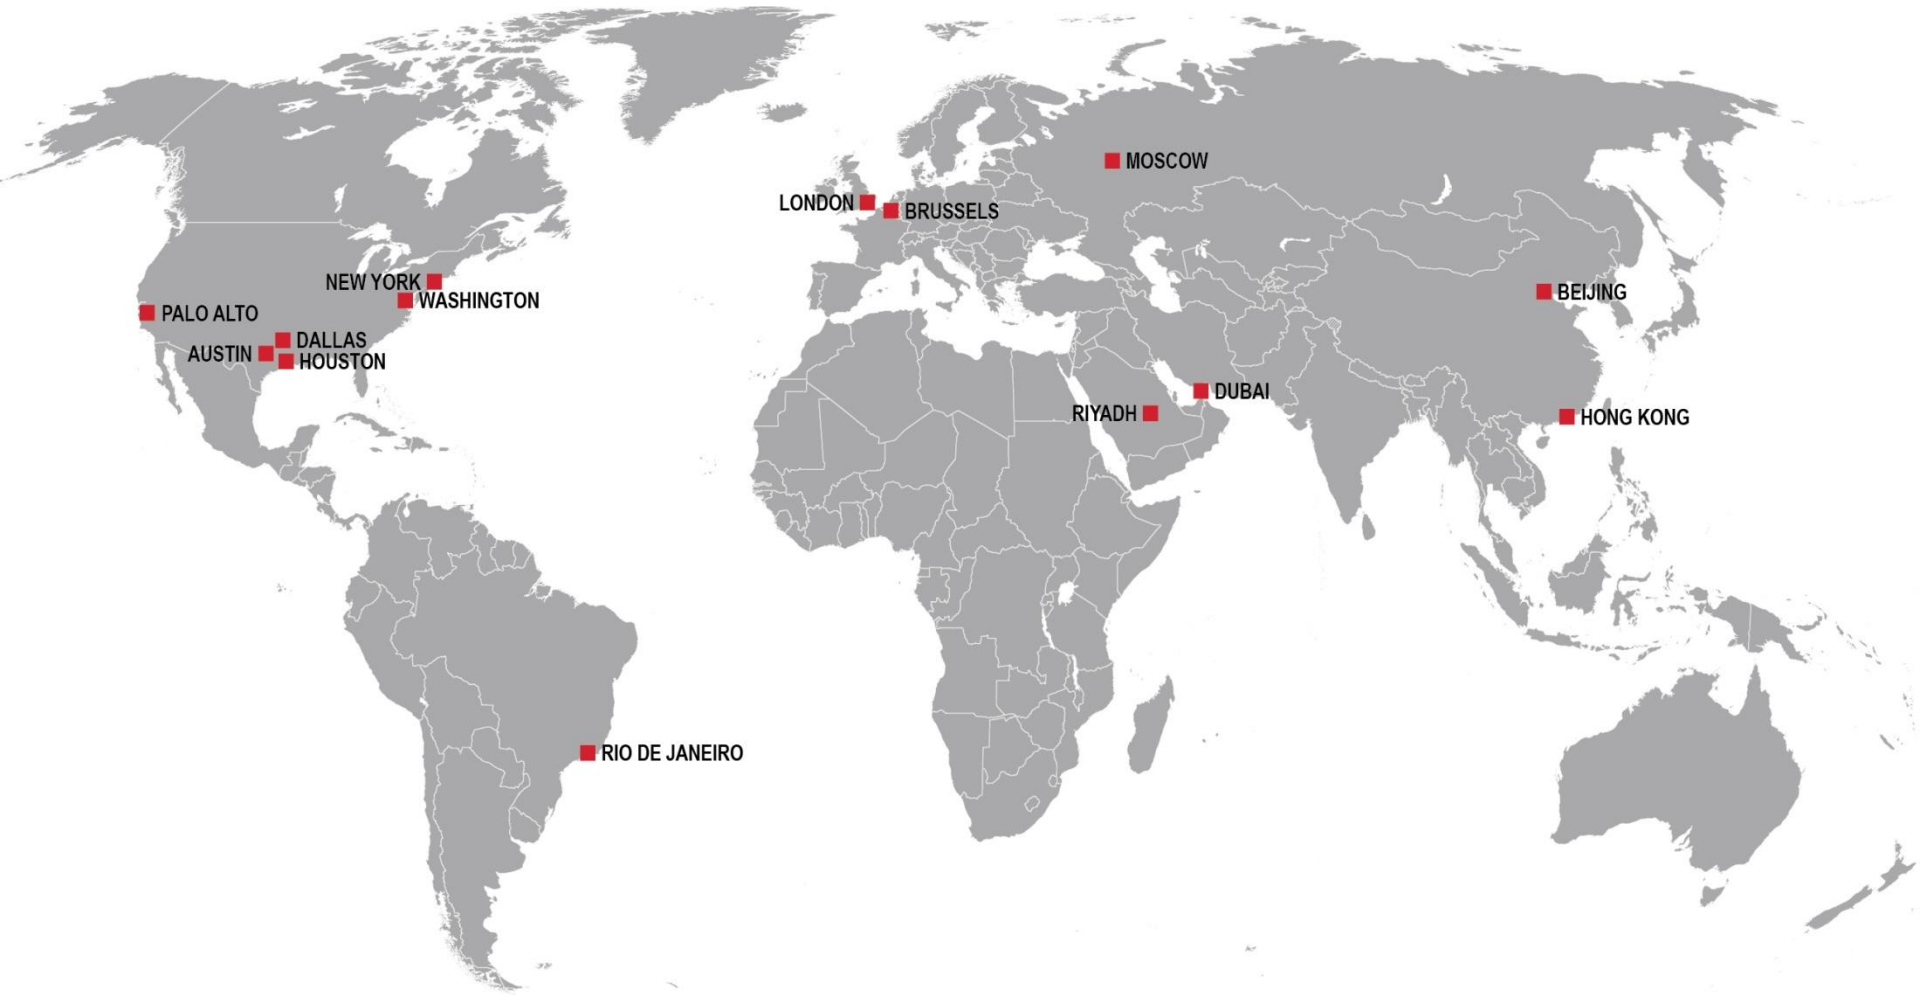 MOSCOW
LONDON
BRUSSELS
NEW YORK
WASHINGTON
BEIJING
PALO ALTO
DALLAS
AUSTIN
HOUSTON
DUBAI
RIYADH
HONG KONG
RIO DE JANEIRO